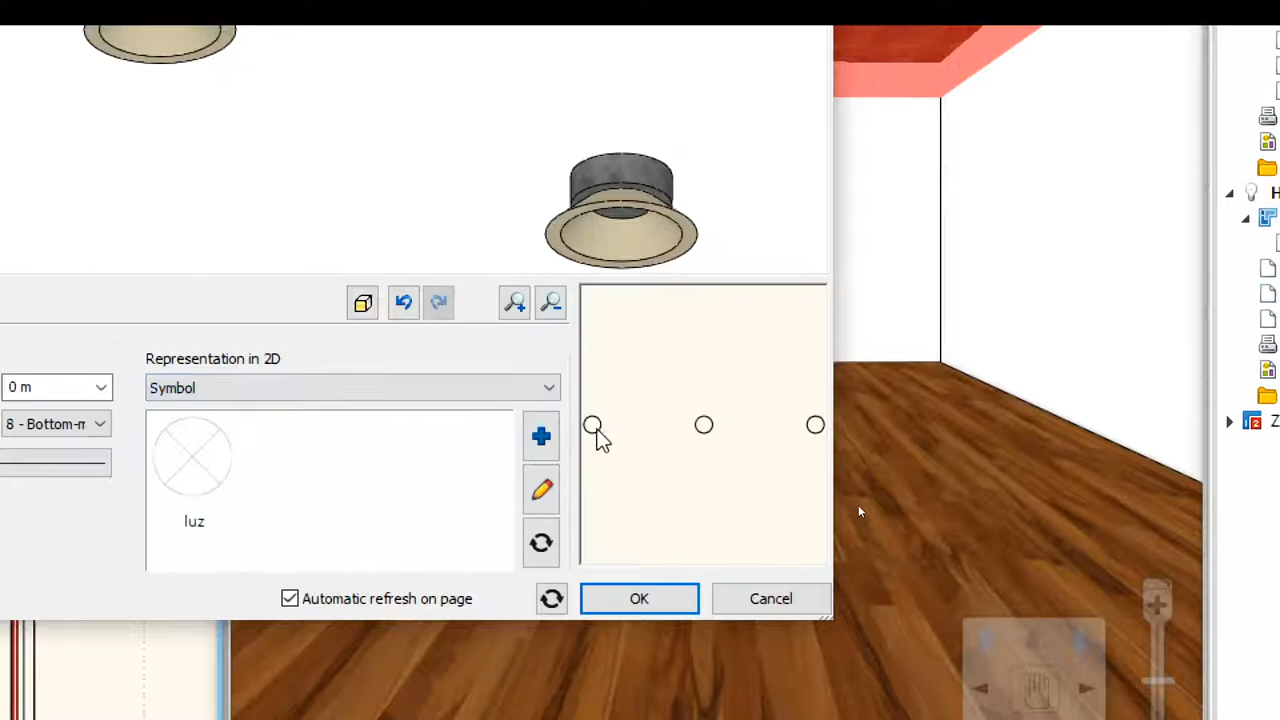 Representation in 2D
0 m
Symbol
8 - Bottom-m
luz
Automatic refresh on page
OK
Cancel
H
Z